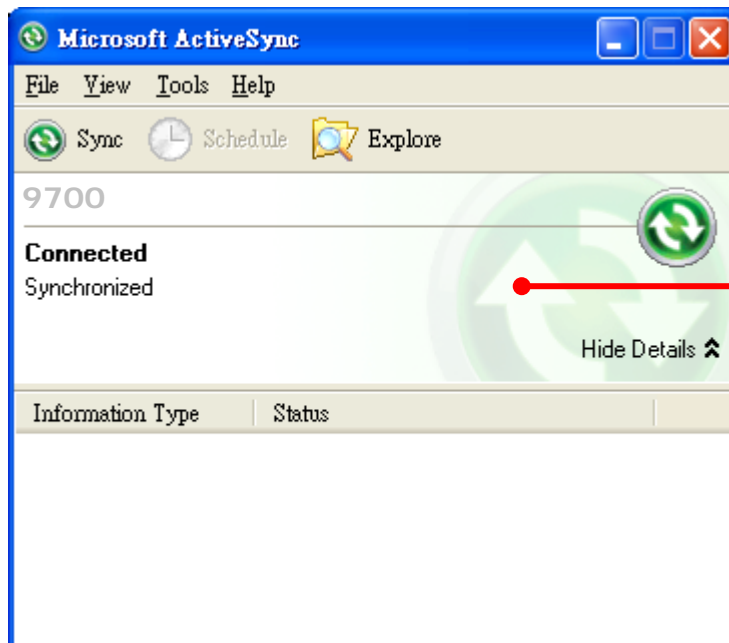 Microsoft ActiveSync
File View Tools Help
Sync Schedule Explore
9700
Connected
Synchronized
Hide Details
Information Type Status